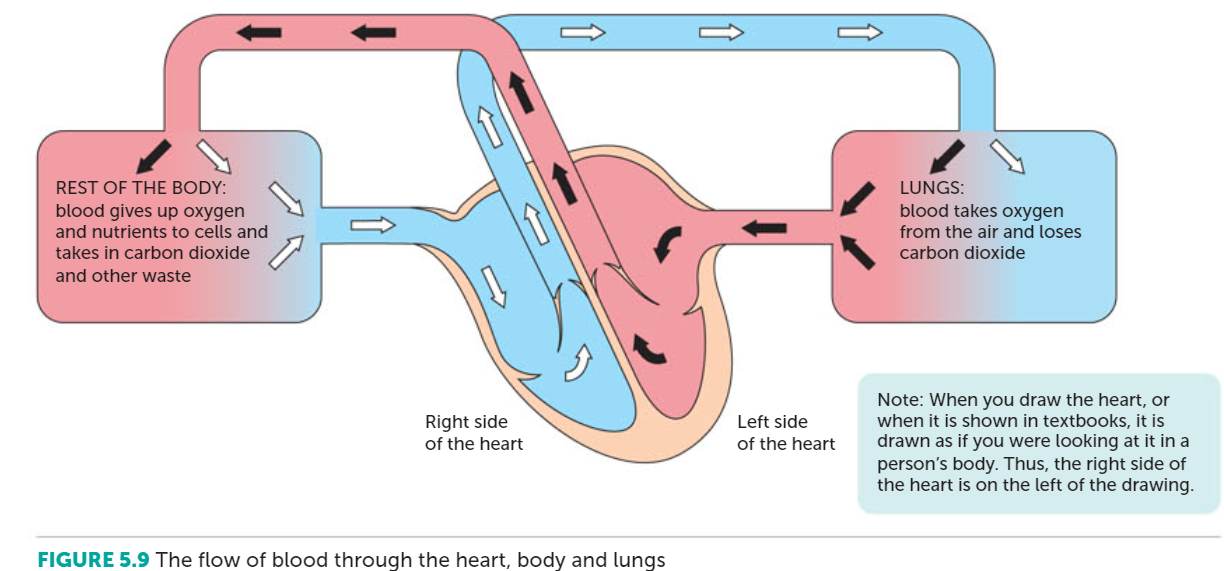 REST OF THE BODY:
blood gives up oxygen
and nutrients to cells and
takes in carbon dioxide
and other waste
LUNGS:
blood takes oxygen
from the air and loses
carbon dioxide
Right side
of the heart
Left side
of the heart
Note: When you draw the heart, or
when it is shown in textbooks, it is
drawn as if you were looking at it in a
person’s body. Thus, the right side of
the heart is on the left of the drawing.
FIGURE 5.9 The flow of blood through the heart, body and lungs